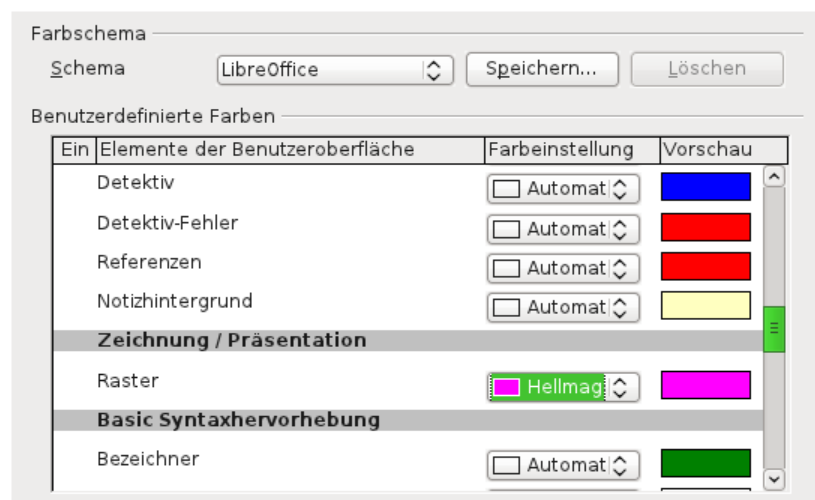 Farbschema
Schema LibreOffice Speichern... Löschen
Benutzerdefinierte Farben
Ein Elemente der Benutzeroberfläche Farbeinstellung Vorschau
Detektiv Automat
Detektiv-Fehler Automat
Referenzen Automat
Notizhintergrund Automat
Zeichnung / Präsentation
Raster Hellmag
Basic Syntaxhervorhebung
Bezeichner Automat